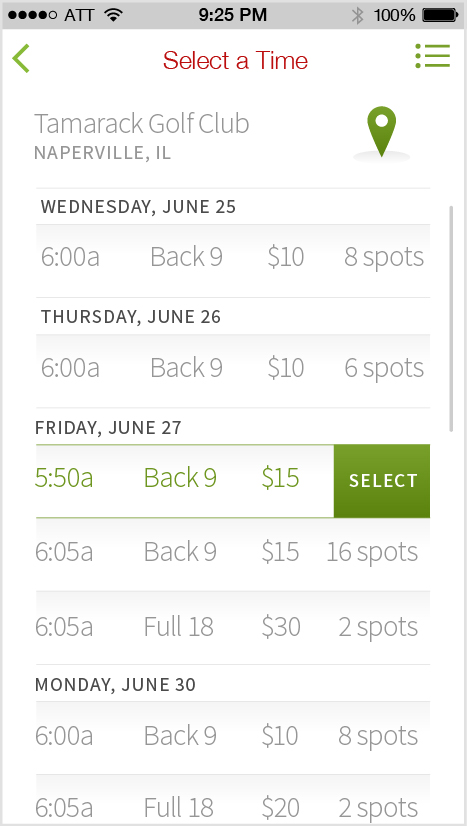 ATT 9:25 PM 100%
Select a Time
Tamarack Golf Club
NAPERVILLE, IL
WEDNESDAY, JUNE 25
6:00a Back 9 $10 8 spots
THURSDAY, JUNE 26
6:00a Back 9 $10 6 spots
FRIDAY, JUNE 27
5:50a Back 9 $15 SELECT
6:05a Back 9 $15 16 spots
6:05a Full 18 $30 2 spots
MONDAY, JUNE 30
6:00a Back 9 $10 8 spots
6:05a Full 18 $20 2 spots